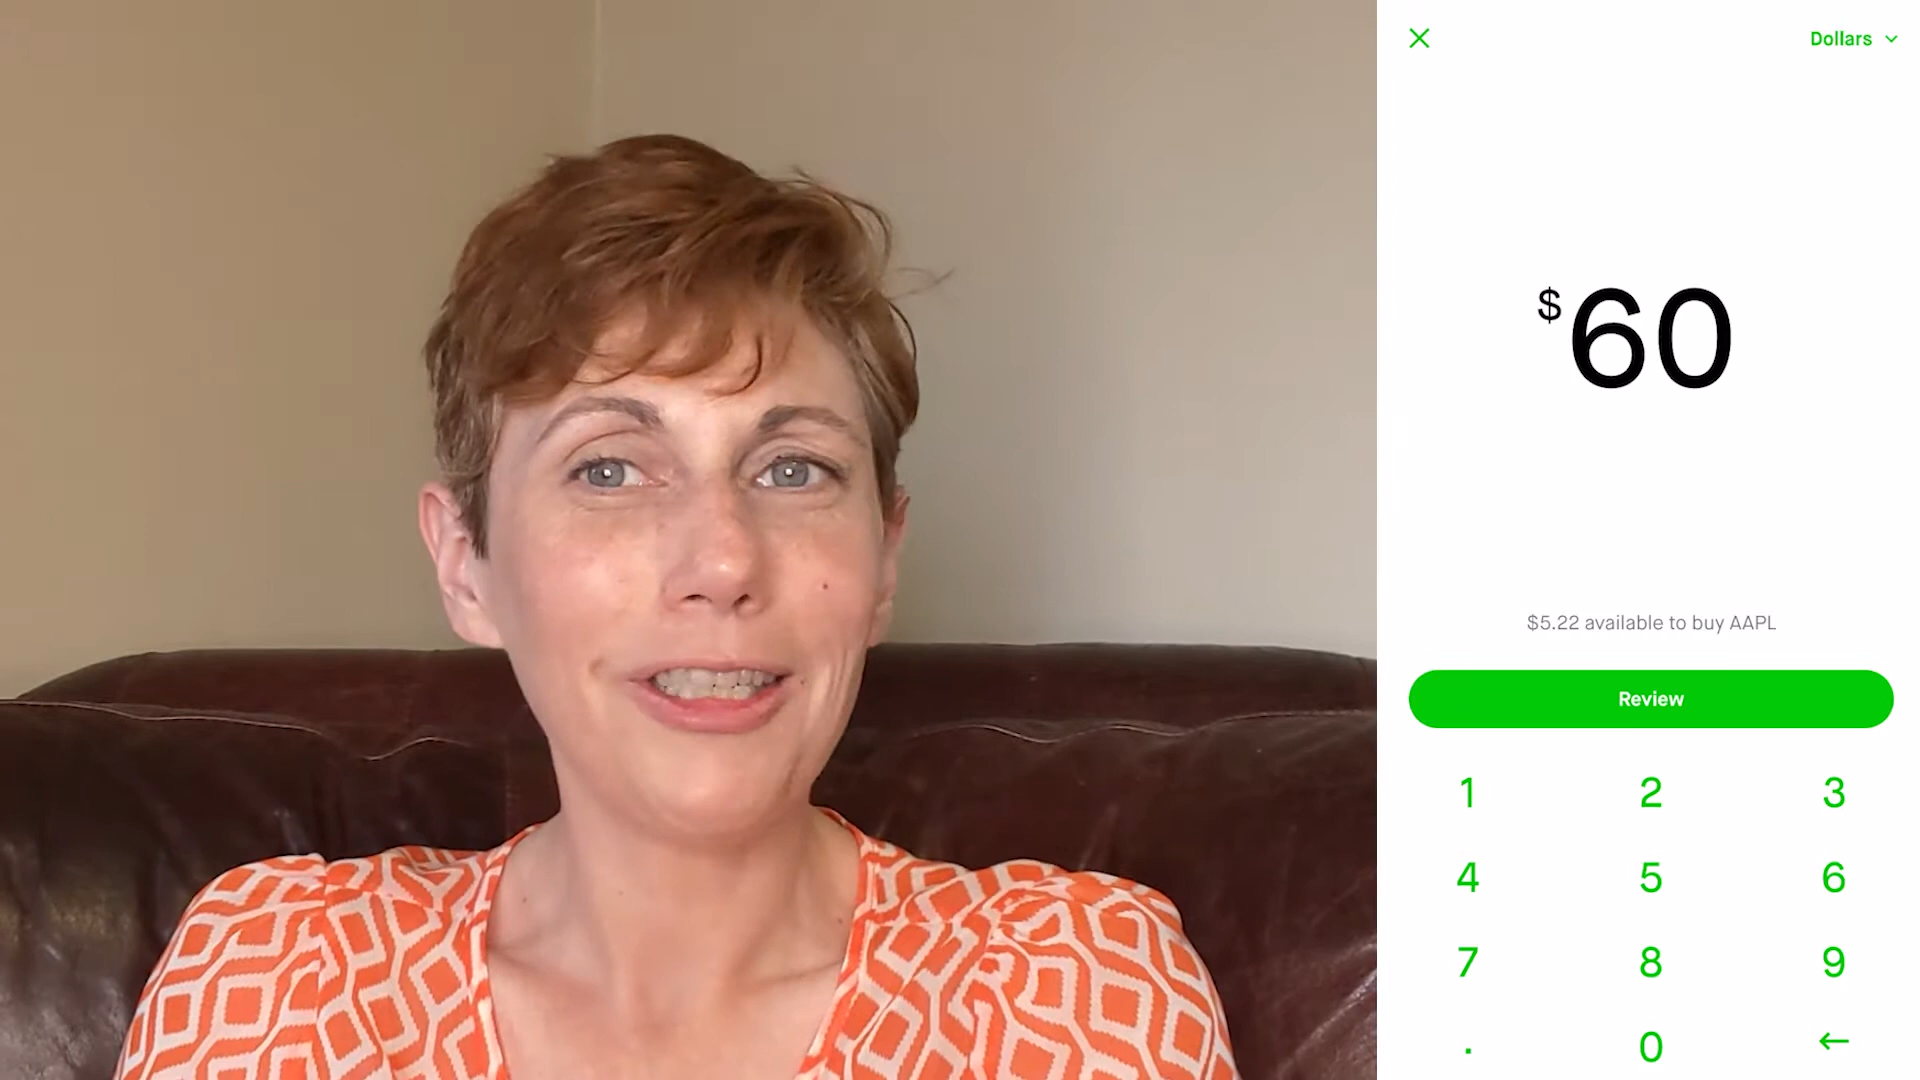 Dollars
$60
$5.22 available to buy AAPL
Review
1 2 3
4 5 6
7 8 9
. 0 ←